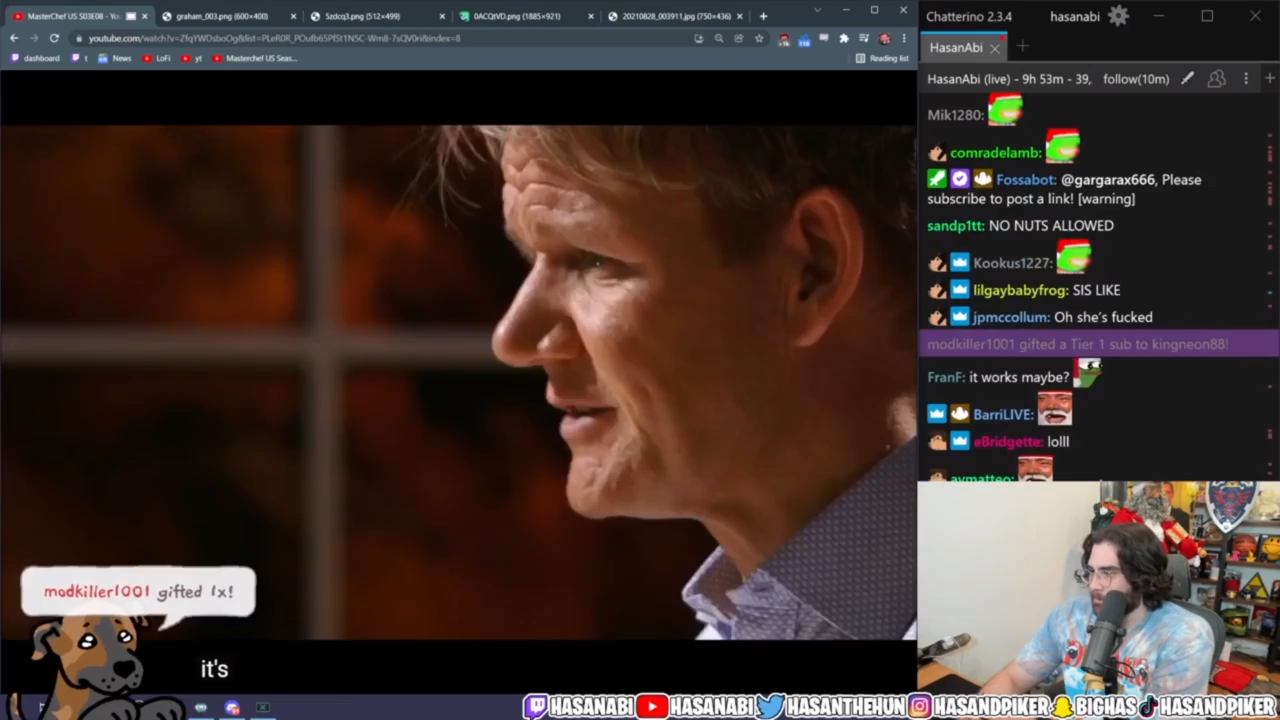 MasterChef US S03E08 - You
graham_003.png (600×400)
5zdcq3.png (512×499)
0ACQtVD.png (1885×921)
20210828_003911.jpg (750×436)
dashboard
t
News
LoFi
yt
Masterchef US Seas...
Reading list
Chatterino 2.3.4
hasanabi
HasanAbi
HasanAbi (live) - 9h 53m - 39,
follow(10m)
Mik1280:
comradelamb:
Fossabot: @gargarax666, Please
subscribe to post a link! [warning]
sandp1tt: NO NUTS ALLOWED
Kookus1227:
lilgaybabyfrog: SIS LIKE
jpmccollum: Oh she's fucked
modkiller1001 gifted a Tier 1 sub to kingneon88!
FranF: it works maybe?
BarriLIVE:
eBridgette: lolll
aymatteo:
modkiller1001 gifted 1x!
it's
HASANABI
HASANABI
HASANTHEHUN
HASANDPIKER
BIGHAS
HASANDPIKER